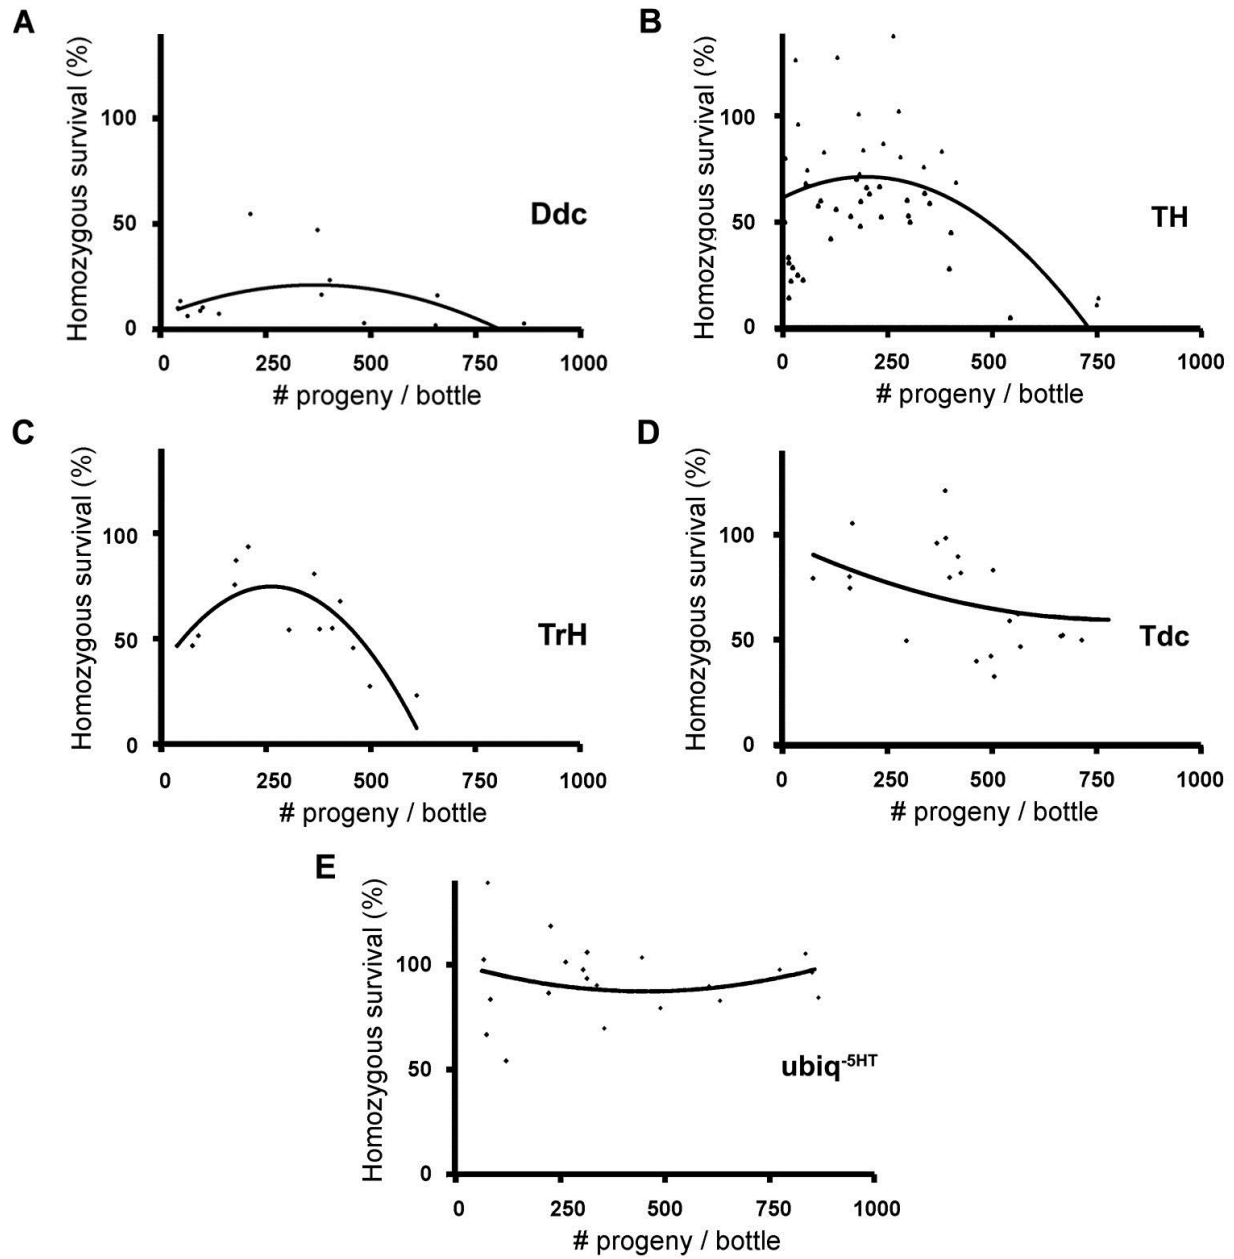 A
B
Homozygous survival (%)
100
50
0
Ddc
0 250 500 750 1000
# progeny / bottle
Homozygous survival (%)
100
50
0
TH
0 250 500 750 1000
# progeny / bottle
C
D
Homozygous survival (%)
100
50
0
TrH
0 250 500 750 1000
# progeny / bottle
Homozygous survival (%)
100
50
0
Tdc
0 250 500 750 1000
# progeny / bottle
E
Homozygous survival (%)
100
50
0
ubiq-5HT
0 250 500 750 1000
# progeny / bottle